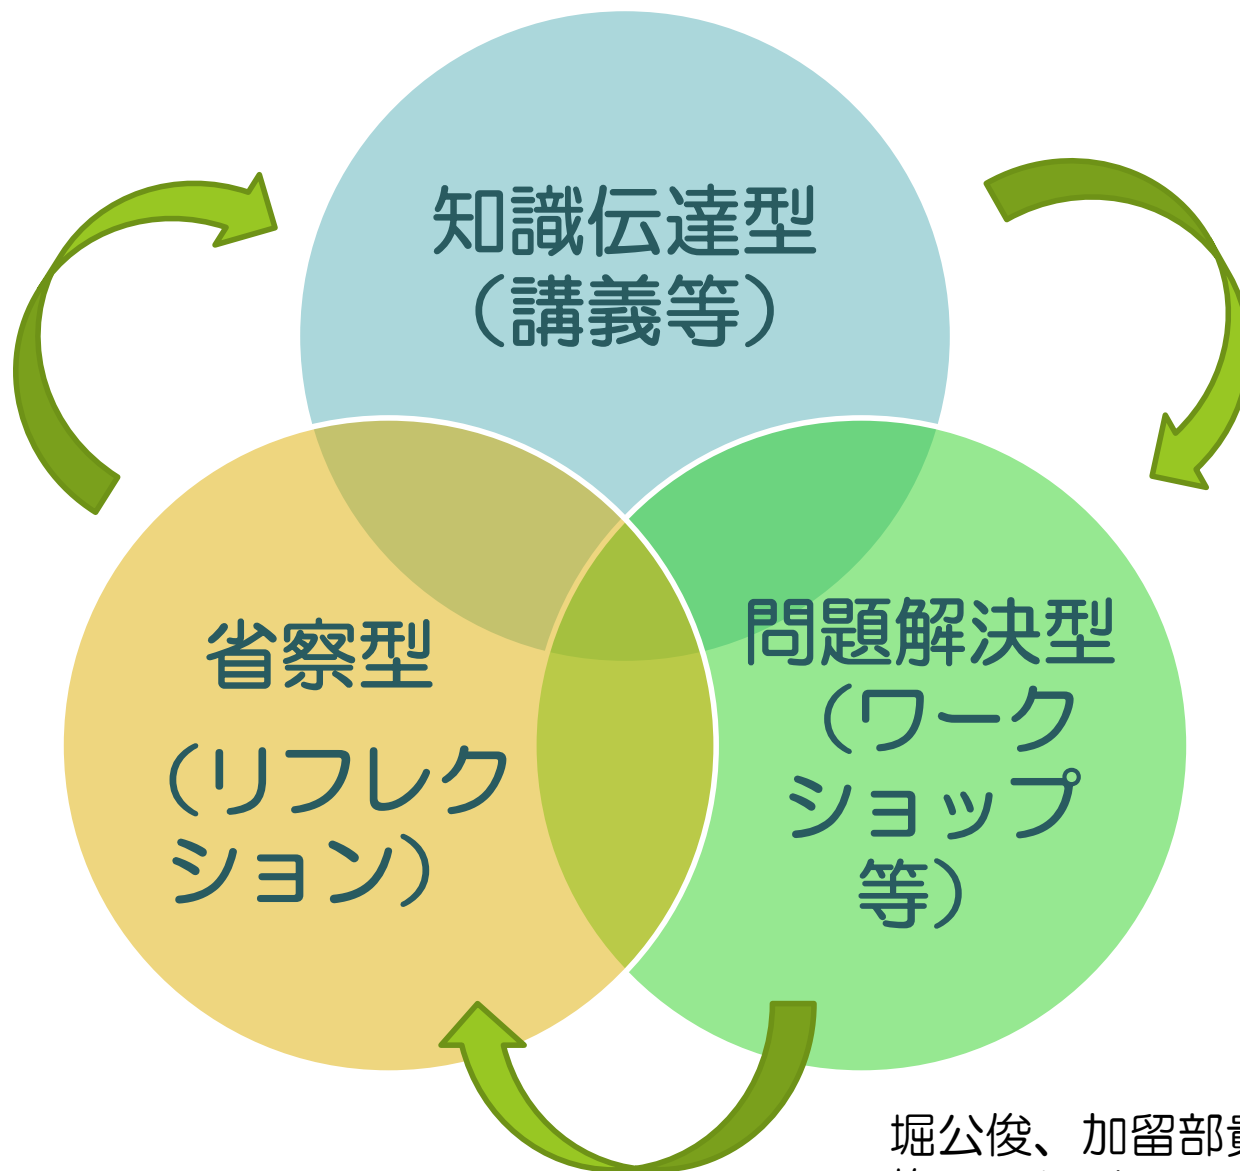 知識伝達型
（講義等）
省察型
（リフレク
ション）
問題解決型
（ワーク
ショップ
等）
堀公俊、加留部